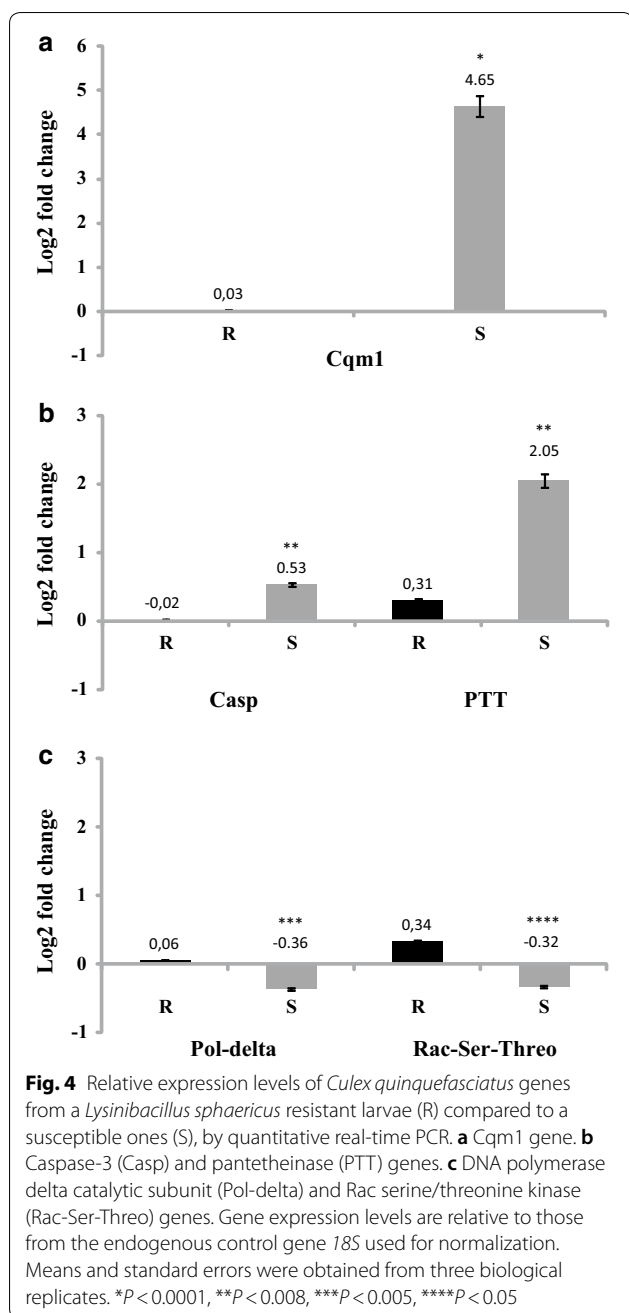 a
6
5
4
3
2
1
0
-1
Log2 fold change
0,03
*
4.65
R
S
Cqm1
b
3
2
1
0
-1
Log2 fold change
-0,02
**
0.53
0,31
**
2.05
R
S
R
S
Casp
PTT
c
3
2
1
0
-1
Log2 fold change
0,06
***
-0.36
0,34
****
-0.32
R
S
R
S
Pol-delta
Rac-Ser-Threo
Fig. 4 Relative expression levels of Culex quinquefasciatus genes
from a Lysinibacillus sphaericus resistant larvae (R) compared to a
susceptible ones (S), by quantitative real-time PCR. a Cqm1 gene. b
Caspase-3 (Casp) and pantetheinase (PTT) genes. c DNA polymerase
delta catalytic subunit (Pol-delta) and Rac serine/threonine kinase
(Rac-Ser-Threo) genes. Gene expression levels are relative to those
from the endogenous control gene 18S used for normalization.
Means and standard errors were obtained from three biological
replicates. *P < 0.0001, **P < 0.008, ***P < 0.005, ****P < 0.05